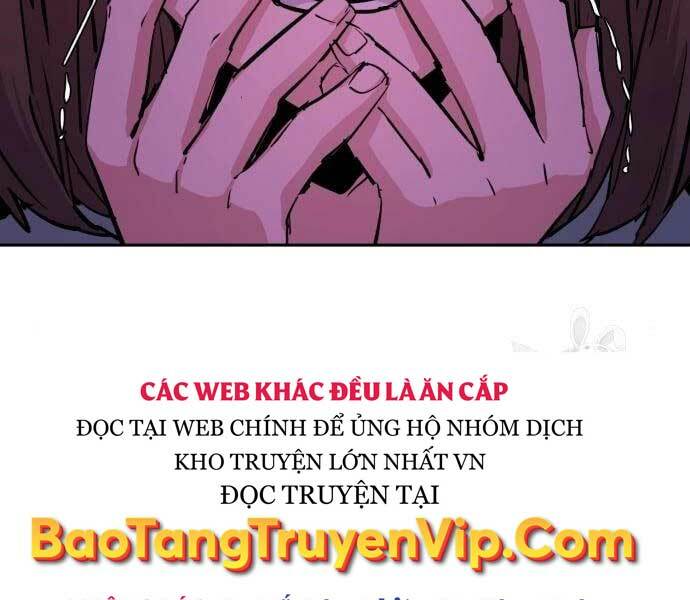 CÁC WEB KHÁC ĐỀU LÀ ĂN CẮP
ĐỌC TẠI WEB CHÍNH ĐỂ ỦNG HỘ NHÓM DỊCH
KHO TRUYỆN LỚN NHẤT VN
ĐỌC TRUYỆN TẠI
BaoTangTruyenVip.Com